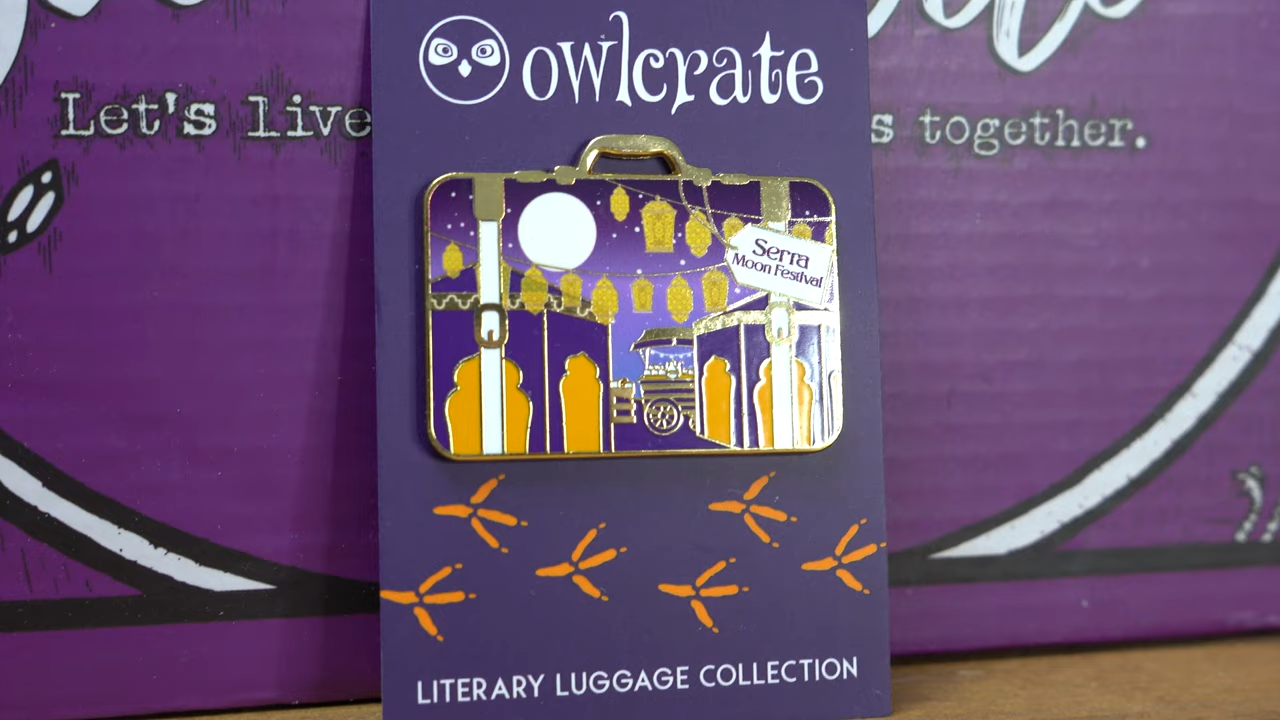 owlcrate
Let's live
s together.
Serra
Moon Festival
LITERARY LUGGAGE COLLECTION